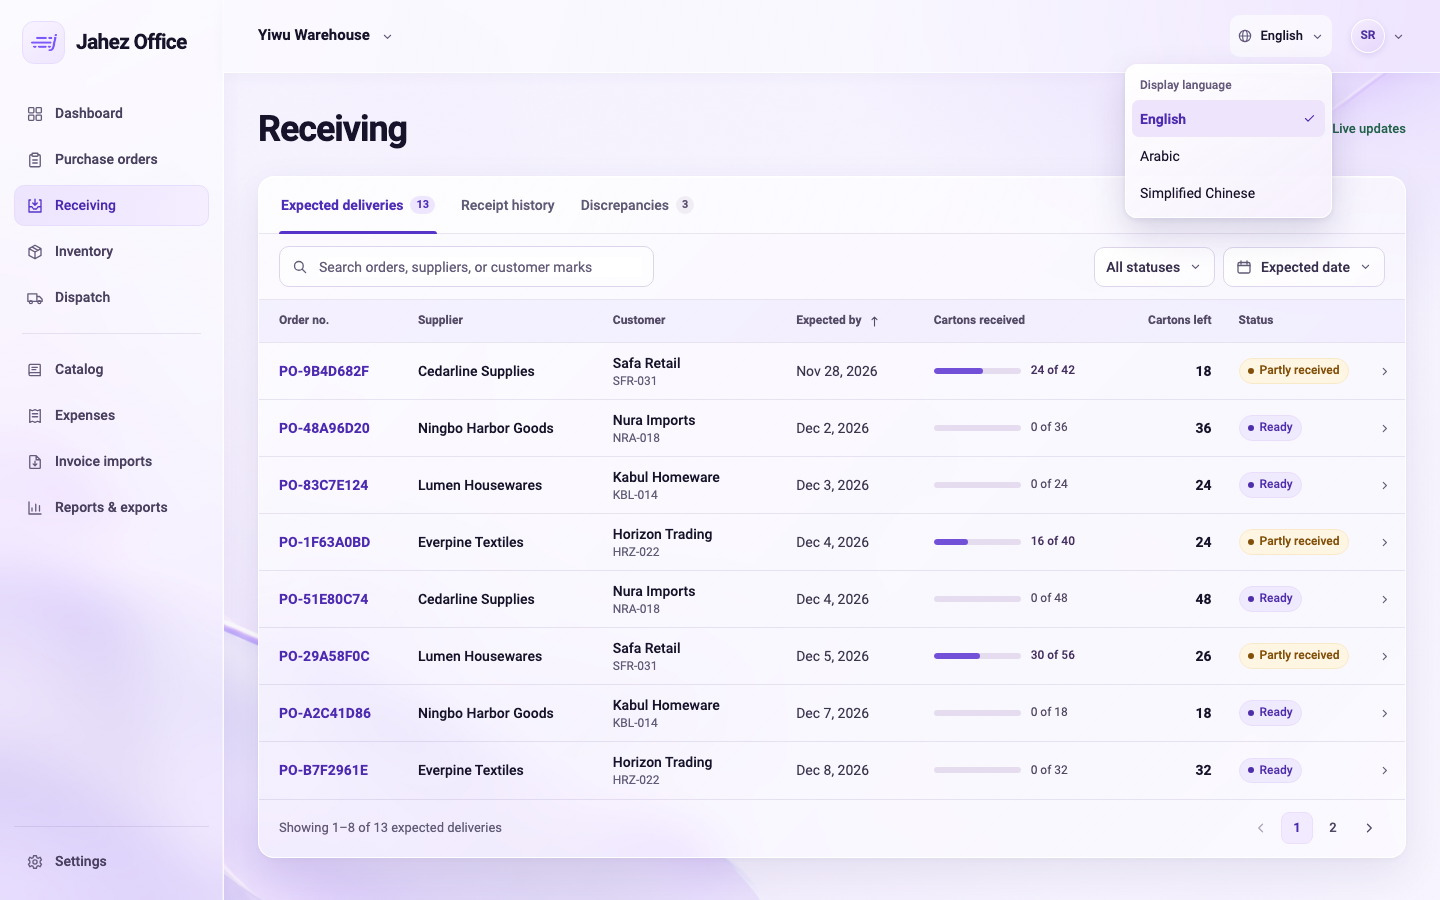 Jahez Office
Yiwu Warehouse
English
SR
Dashboard
Purchase orders
Receiving
Inventory
Dispatch
Catalog
Expenses
Invoice imports
Reports & exports
Settings
Display language
English
Arabic
Simplified Chinese
Receiving
Live updates
Expected deliveries 13 Receipt history Discrepancies 3
Search orders, suppliers, or customer marks All statuses Expected date
Order no. Supplier Customer Expected by ↑ Cartons received Cartons left Status
PO-9B4D682F Cedarline Supplies Safa Retail Nov 28, 2026 24 of 42 18 Partly received
SFR-031
PO-48A96D20 Ningbo Harbor Goods Nura Imports Dec 2, 2026 0 of 36 36 Ready
NRA-018
PO-83C7E124 Lumen Housewares Kabul Homeware Dec 3, 2026 0 of 24 24 Ready
KBL-014
PO-1F63A0BD Everpine Textiles Horizon Trading Dec 4, 2026 16 of 40 24 Partly received
HRZ-022
PO-51E80C74 Cedarline Supplies Nura Imports Dec 4, 2026 0 of 48 48 Ready
NRA-018
PO-29A58F0C Lumen Housewares Safa Retail Dec 5, 2026 30 of 56 26 Partly received
SFR-031
PO-A2C41D86 Ningbo Harbor Goods Kabul Homeware Dec 7, 2026 0 of 18 18 Ready
KBL-014
PO-B7F2961E Everpine Textiles Horizon Trading Dec 8, 2026 0 of 32 32 Ready
HRZ-022
Showing 1–8 of 13 expected deliveries 1 2